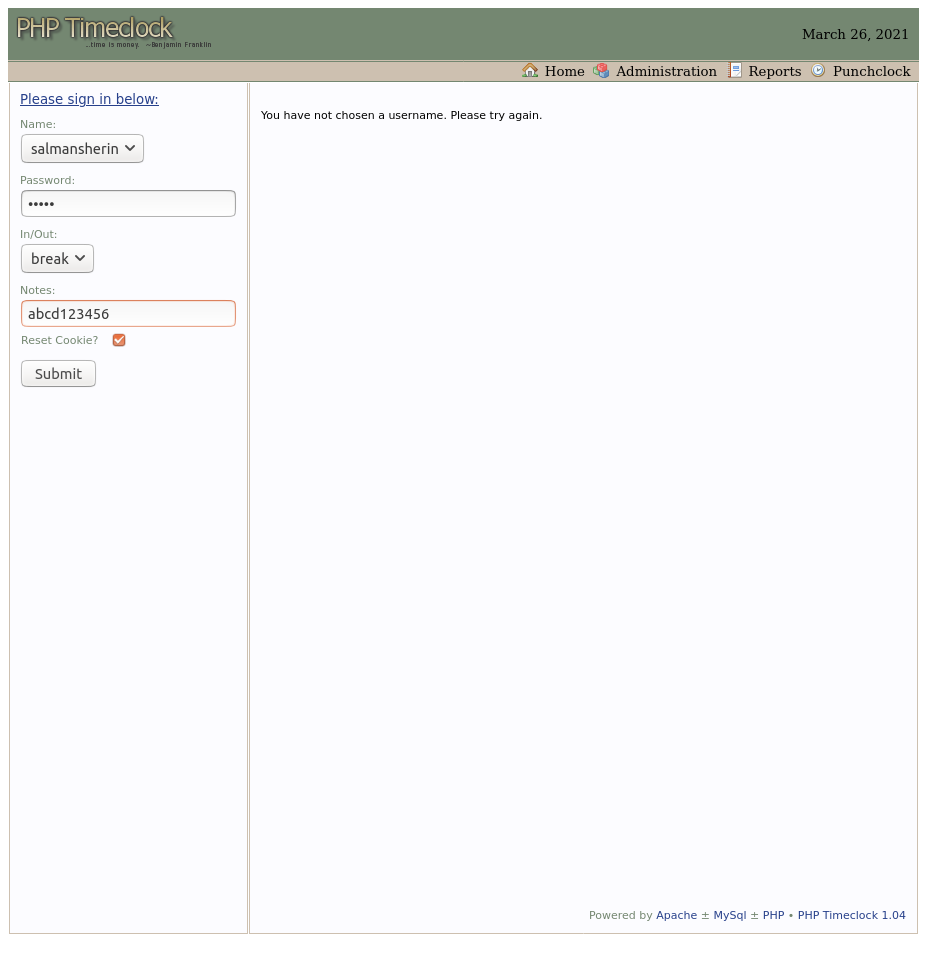 PHP Timeclock
...time is money. ~Benjamin Franklin
March 26, 2021
Home Administration Reports Punchclock
Please sign in below:
Name:
salmansherin
Password:
•••••
In/Out:
break
Notes:
abcd123456
Reset Cookie?
Submit
You have not chosen a username. Please try again.
Powered by Apache ± MySql ± PHP • PHP Timeclock 1.04